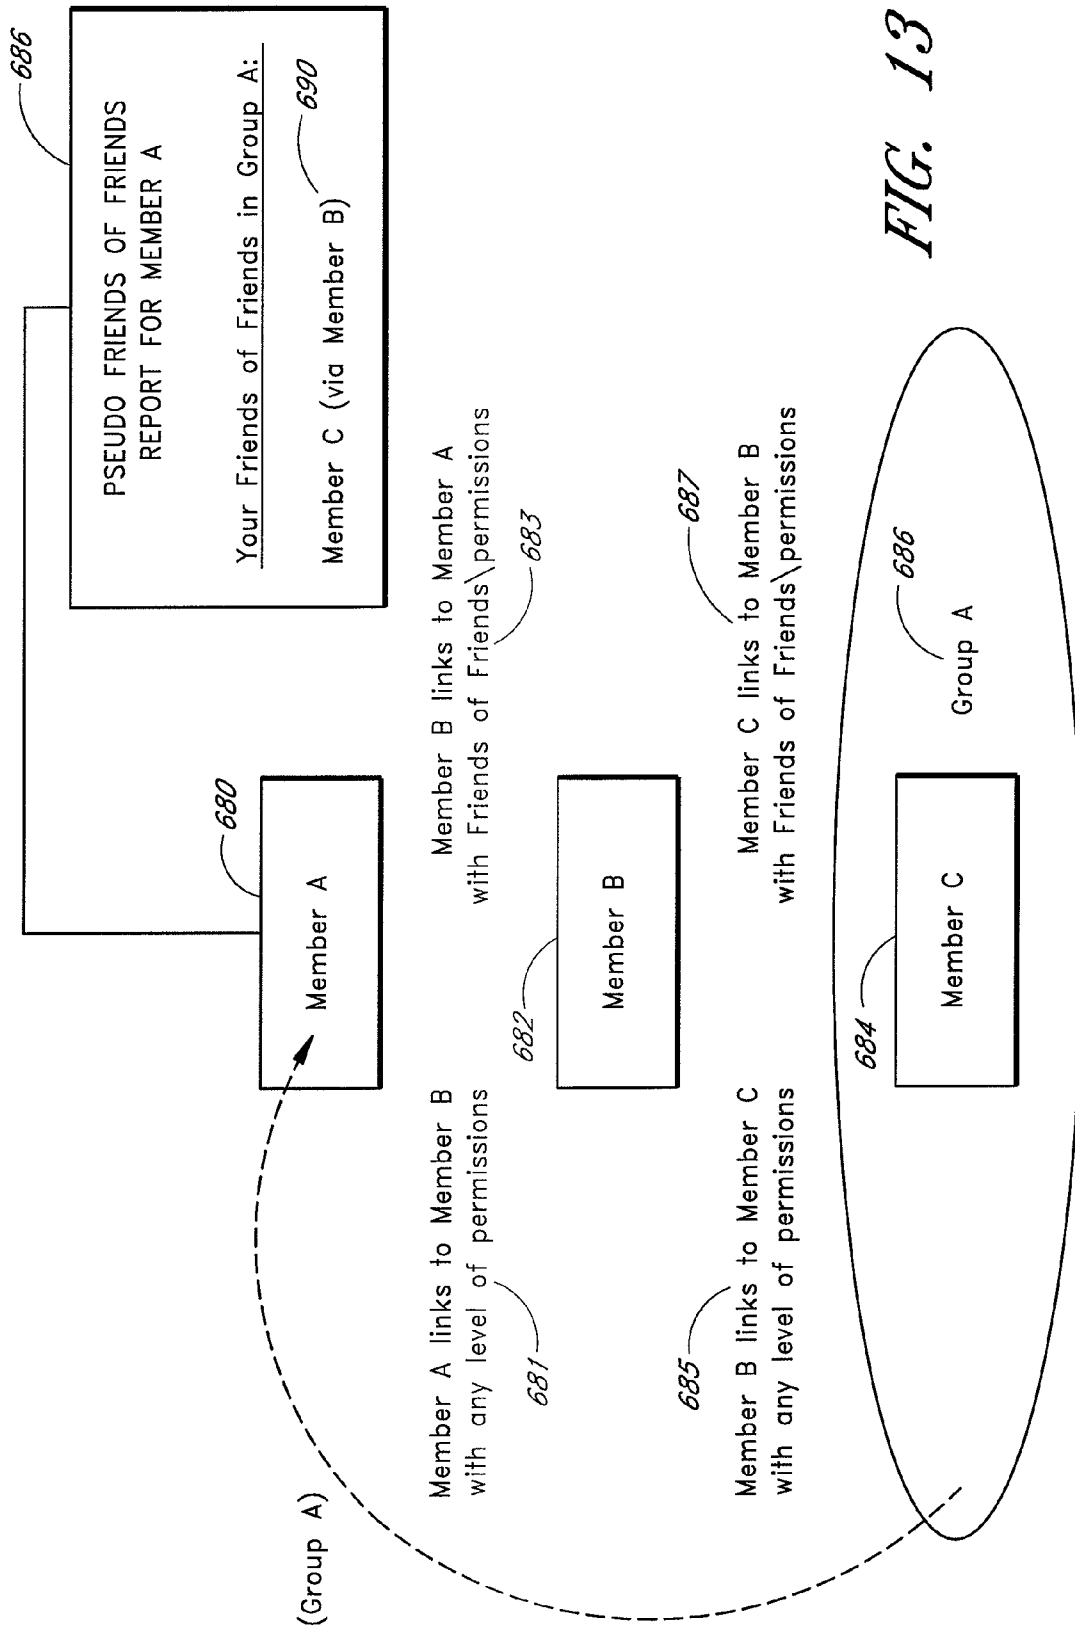 686
PSEUDO FRIENDS OF FRIENDS
REPORT FOR MEMBER A
Your Friends of Friends in Group A:
Member C (via Member B)
690
680
Member A
(Group A)
Member A links to Member B
with any level of permissions
681
Member B links to Member A
with Friends of Friends\permissions
683
682
Member B
685
Member B links to Member C
with any level of permissions
687
Member C links to Member B
with Friends of Friends\permissions
684
Member C
686
Group A
FIG. 13